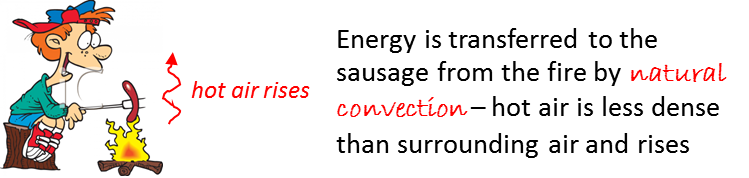 hot air rises
Energy is transferred to the
sausage from the fire by natural
convection – hot air is less dense
than surrounding air and rises